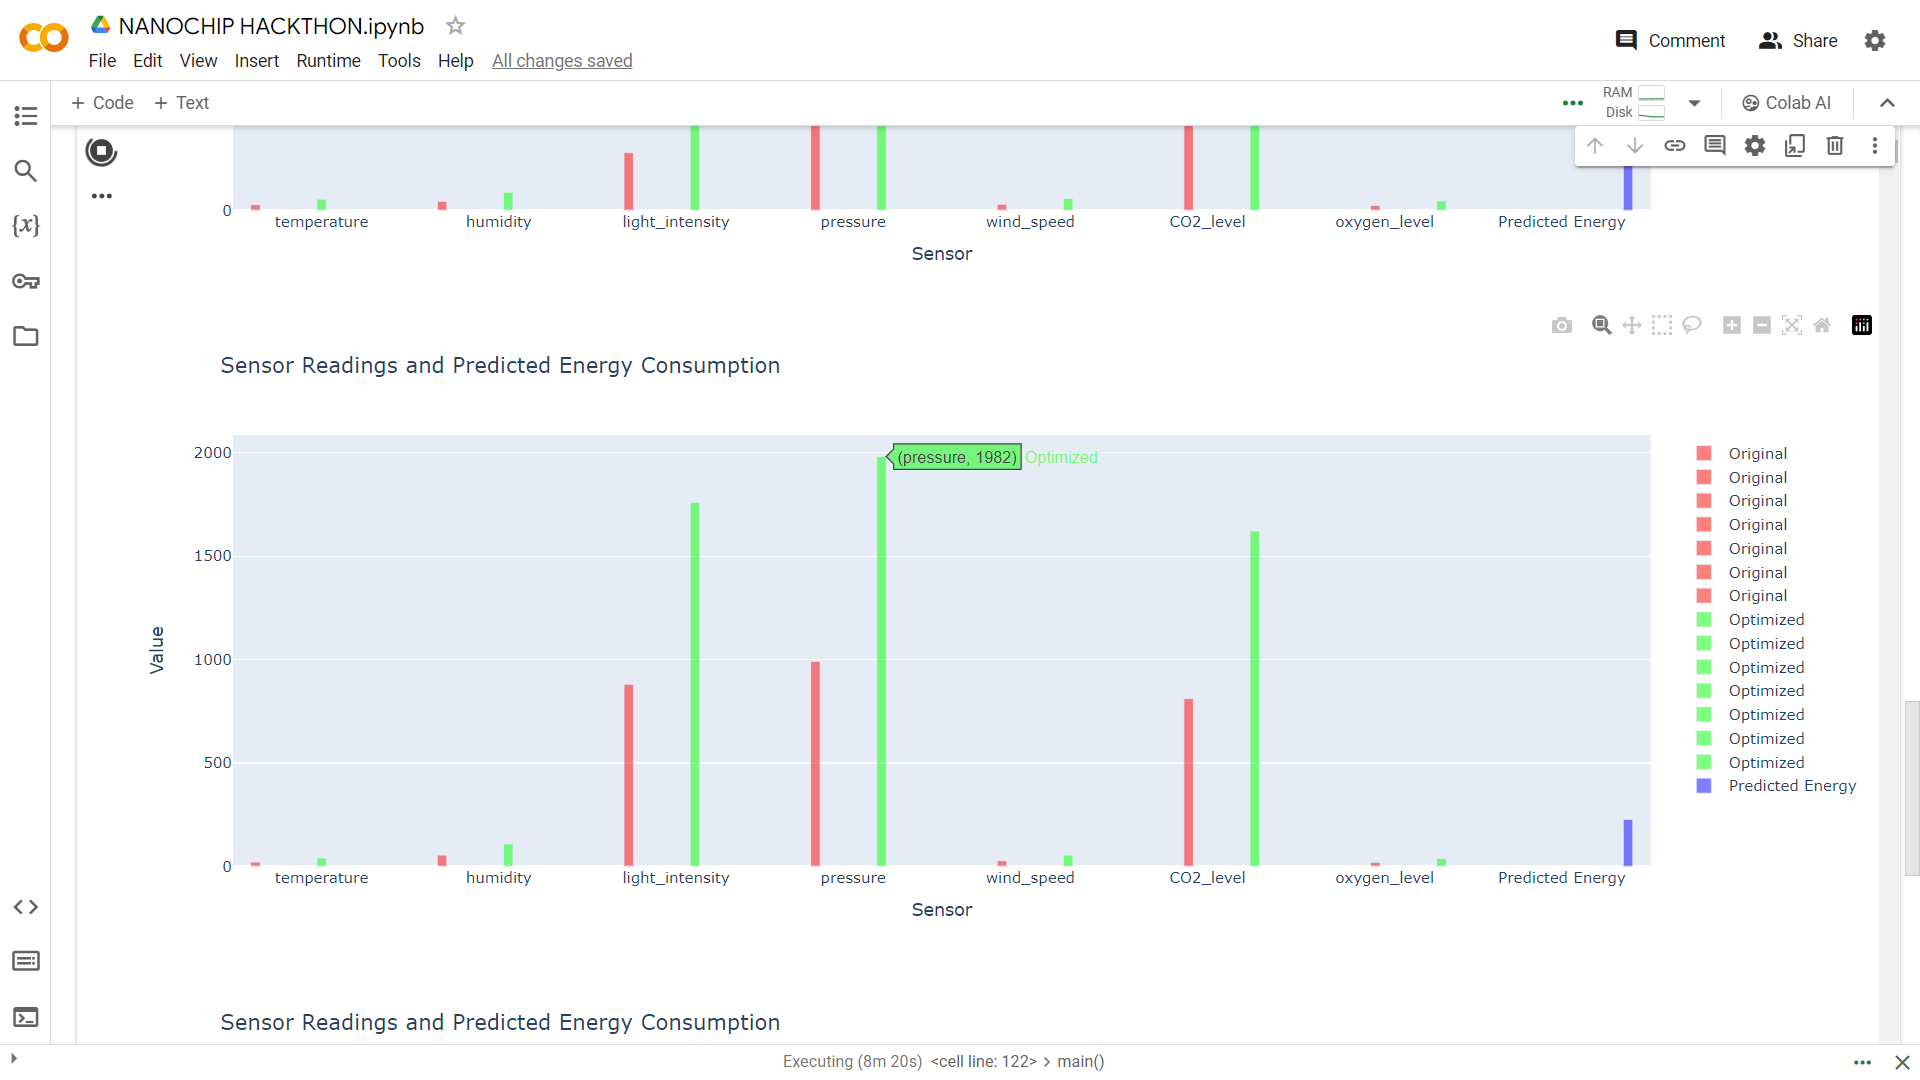 NANOCHIP HACKTHON.ipynb
Comment
Share
File Edit View Insert Runtime Tools Help All changes saved
+ Code + Text
RAM
Disk
Colab AI
{x}
0
temperature humidity light_intensity pressure wind_speed CO2_level oxygen_level Predicted Energy
Sensor
Sensor Readings and Predicted Energy Consumption
2000
1500
1000
500
0
Value
(pressure, 1982) Optimized
temperature humidity light_intensity pressure wind_speed CO2_level oxygen_level Predicted Energy
Sensor
Original
Original
Original
Original
Original
Original
Original
Optimized
Optimized
Optimized
Optimized
Optimized
Optimized
Optimized
Predicted Energy
Sensor Readings and Predicted Energy Consumption
Executing (8m 20s) <cell line: 122> > main()